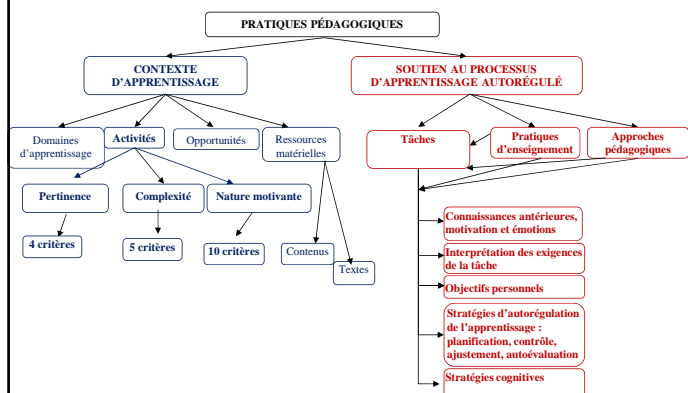 PRATIQUES PÉDAGOGIQUES
CONTEXTE
D'APPRENTISSAGE
SOUTIEN AU PROCESSUS
D'APPRENTISSAGE AUTORÉGULÉ
Domaines
d'apprentissage
Activités
Opportunités
Ressources
matérielles
Tâches
Pratiques
d'enseignement
Approches
pédagogiques
Pertinence
Complexité
Nature motivante
4 critères
5 critères
10 critères
Contenus
Textes
Connaissances antérieures,
motivation et émotions
Interprétation des exigences
de la tâche
Objectifs personnels
Stratégies d'autorégulation
de l'apprentissage :
planification, contrôle,
ajustement, autoévaluation
Stratégies cognitives